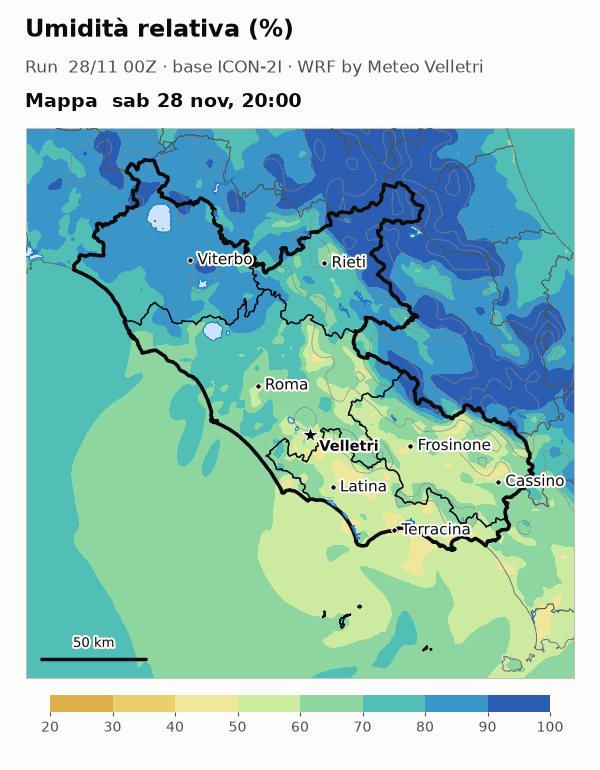 Umidità relativa (%)
Run 28/11 00Z · base ICON-2I · WRF by Meteo Velletri
Mappa sab 28 nov, 20:00
Viterbo
Rieti
Roma
Velletri
Frosinone
Cassino
Latina
Terracina
50 km
20 30 40 50 60 70 80 90 100